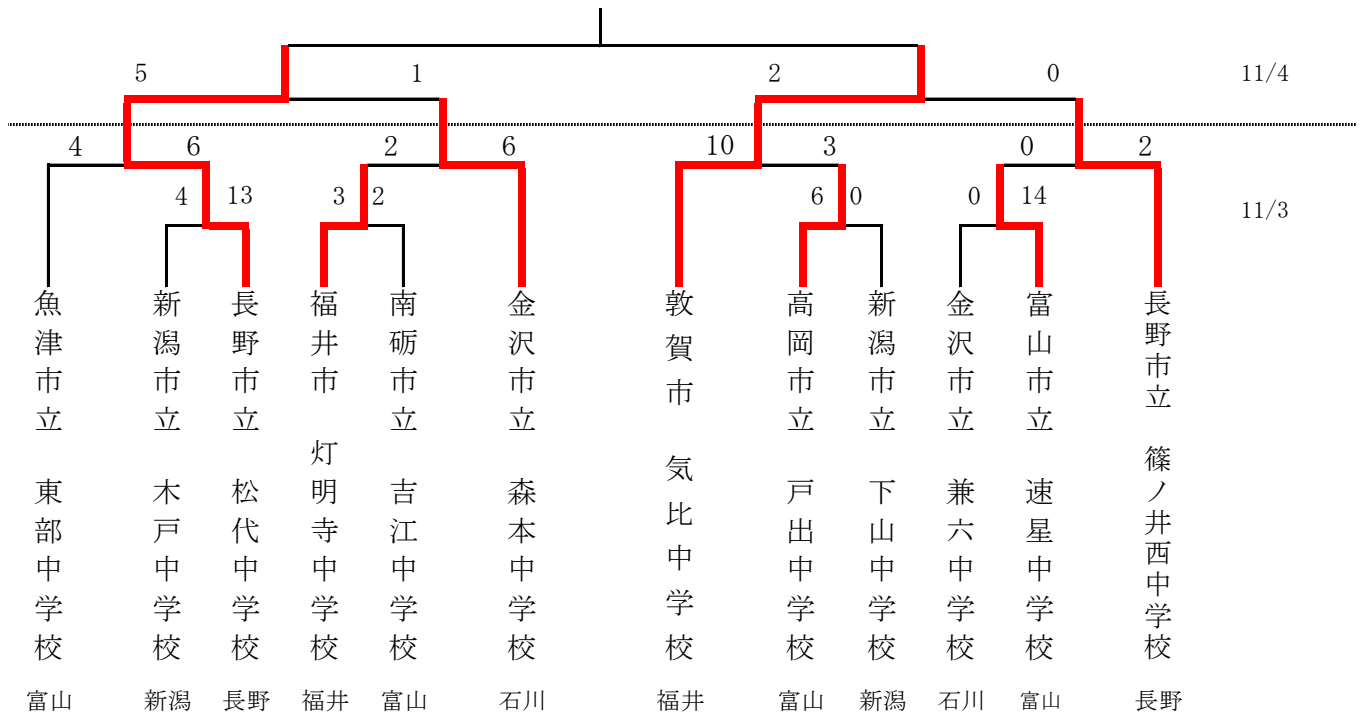 5 1 2 0 11/4
4 6 2 6 10 3 0 2
4 13 3 2 6 0 0 14 11/3
魚津市立 東部中学校
新潟市立 木戸中学校
長野市立 松代中学校
福井市 灯明寺中学校
南砺市立 吉江中学校
金沢市立 森本中学校
敦賀市 気比中学校
高岡市立 戸出中学校
新潟市立 下山中学校
金沢市立 兼六中学校
富山市立 速星中学校
長野市立 篠ノ井西中学校
富山 新潟 長野 福井 富山 石川 福井 富山 新潟 石川 富山 長野